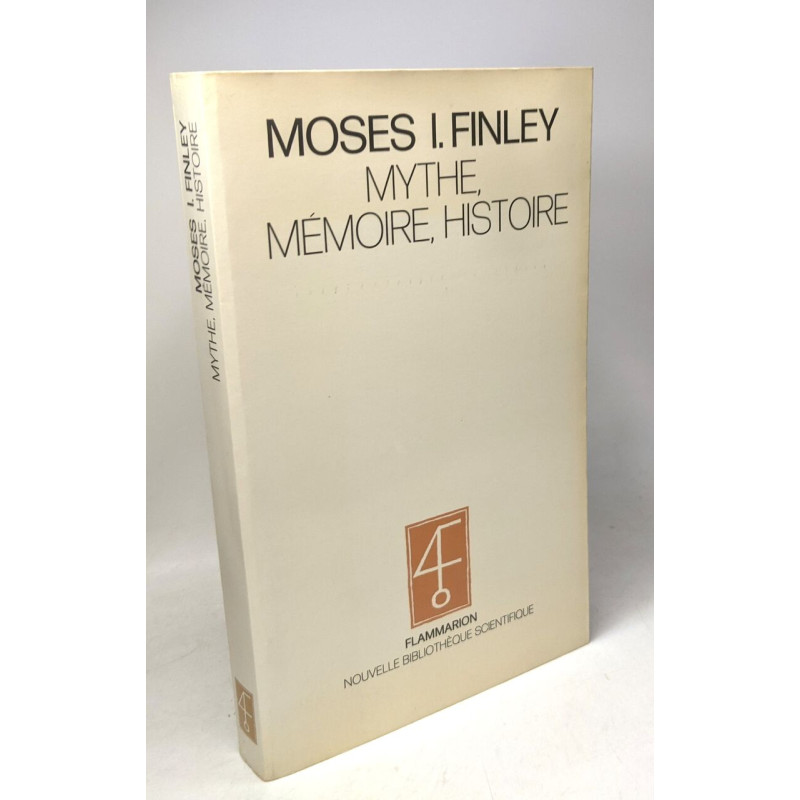 MOSES I. FINLEY
MYTHE,
MÉMOIRE, HISTOIRE
FLAMMARION
NOUVELLE BIBLIOTHÈQUE SCIENTIFIQUE
MOSES I. FINLEY
MYTHE, MÉMOIRE, HISTOIRE